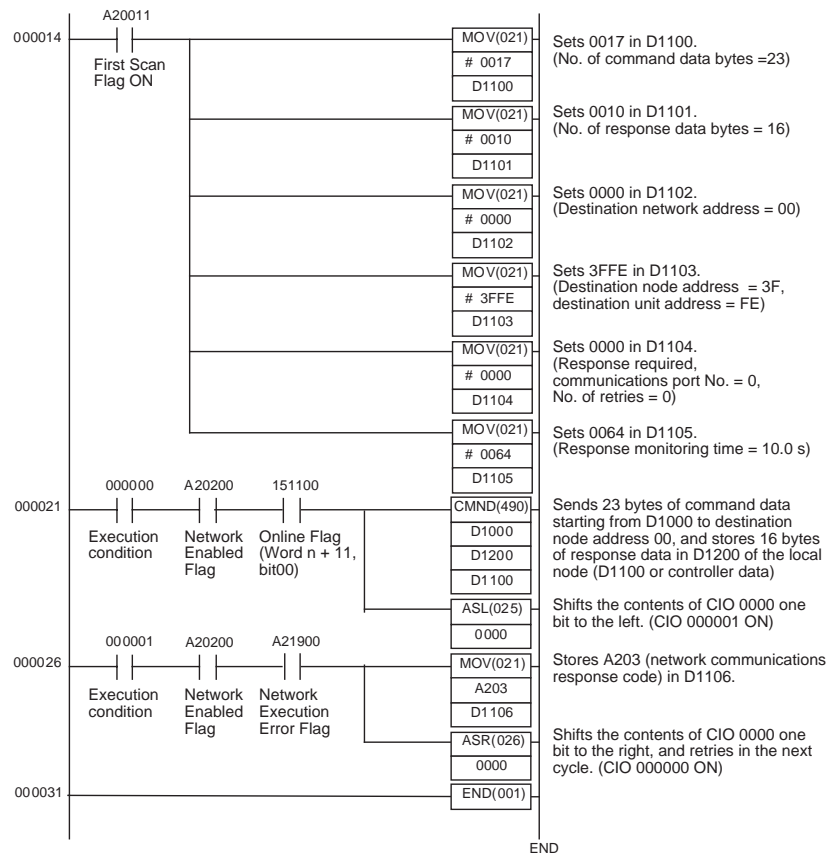 A20011
000014
First Scan
Flag ON
MOV(021)
# 0017
D1100
Sets 0017 in D1100.
(No. of command data bytes =23)
MOV(021)
# 0010
D1101
Sets 0010 in D1101.
(No. of response data bytes = 16)
MOV(021)
# 0000
D1102
Sets 0000 in D1102.
(Destination network address = 00)
MOV(021)
# 3FFE
D1103
Sets 3FFE in D1103.
(Destination node address = 3F,
destination unit address = FE)
MOV(021)
# 0000
D1104
Sets 0000 in D1104.
(Response required,
communications port No. = 0,
No. of retries = 0)
MOV(021)
# 0064
D1105
Sets 0064 in D1105.
(Response monitoring time = 10.0 s)
000021
000000
Execution
condition
A20200
Network
Enabled
Flag
151100
Online Flag
(Word n + 11,
bit00)
CMND(490)
D1000
D1200
D1100
Sends 23 bytes of command data
starting from D1000 to destination
node address 00, and stores 16 bytes
of response data in D1200 of the local
node (D1100 or controller data)
ASL(025)
0000
Shifts the contents of CIO 0000 one
bit to the left. (CIO 000001 ON)
000026
000001
Execution
condition
A20200
Network
Enabled
Flag
A21900
Network
Execution
Error Flag
MOV(021)
A203
D1106
Stores A203 (network communications
response code) in D1106.
ASR(026)
0000
Shifts the contents of CIO 0000 one
bit to the right, and retries in the next
cycle. (CIO 000000 ON)
000031
END(001)
END